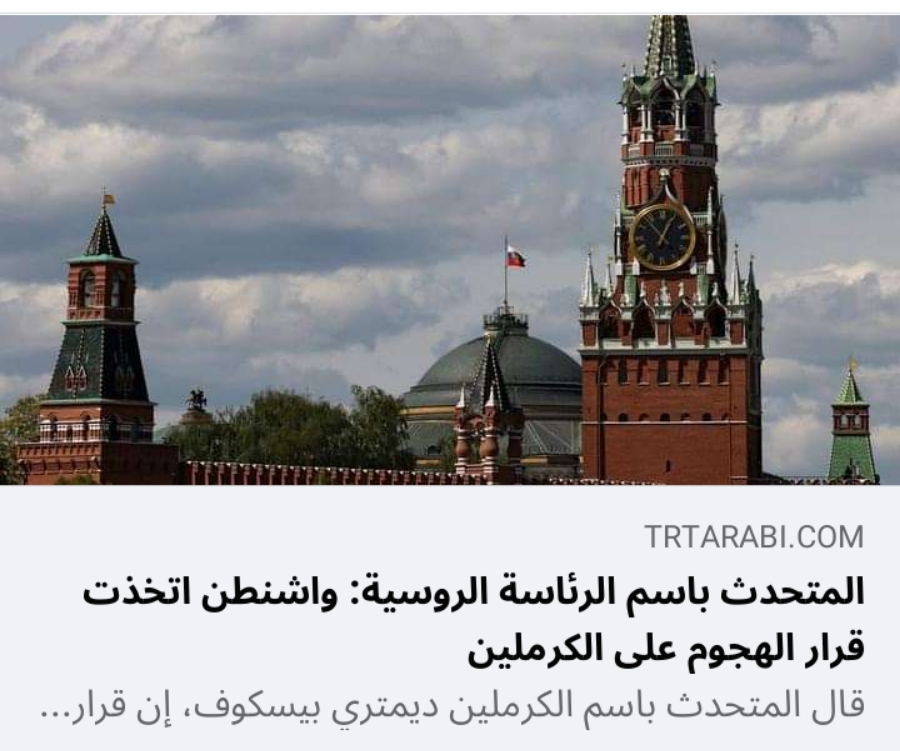 TRTARABI.COM
المتحدث باسم الرئاسة الروسية: واشنطن اتخذت
قرار الهجوم على الكرملين
قال المتحدث باسم الكرملين ديمتري بيسكوف، إن قرار...